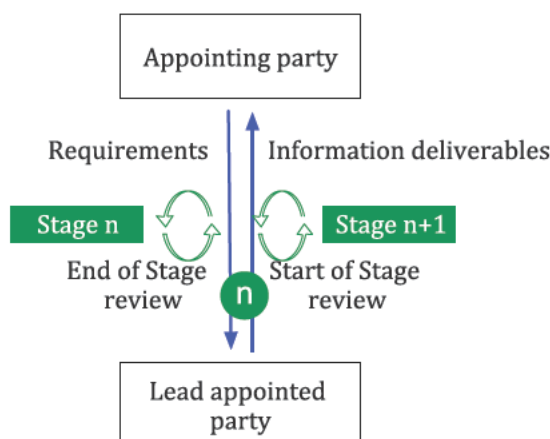 Appointing party
Requirements
Information deliverables
Stage n
Stage n+1
End of Stage
review
Start of Stage
review
n
Lead appointed
party